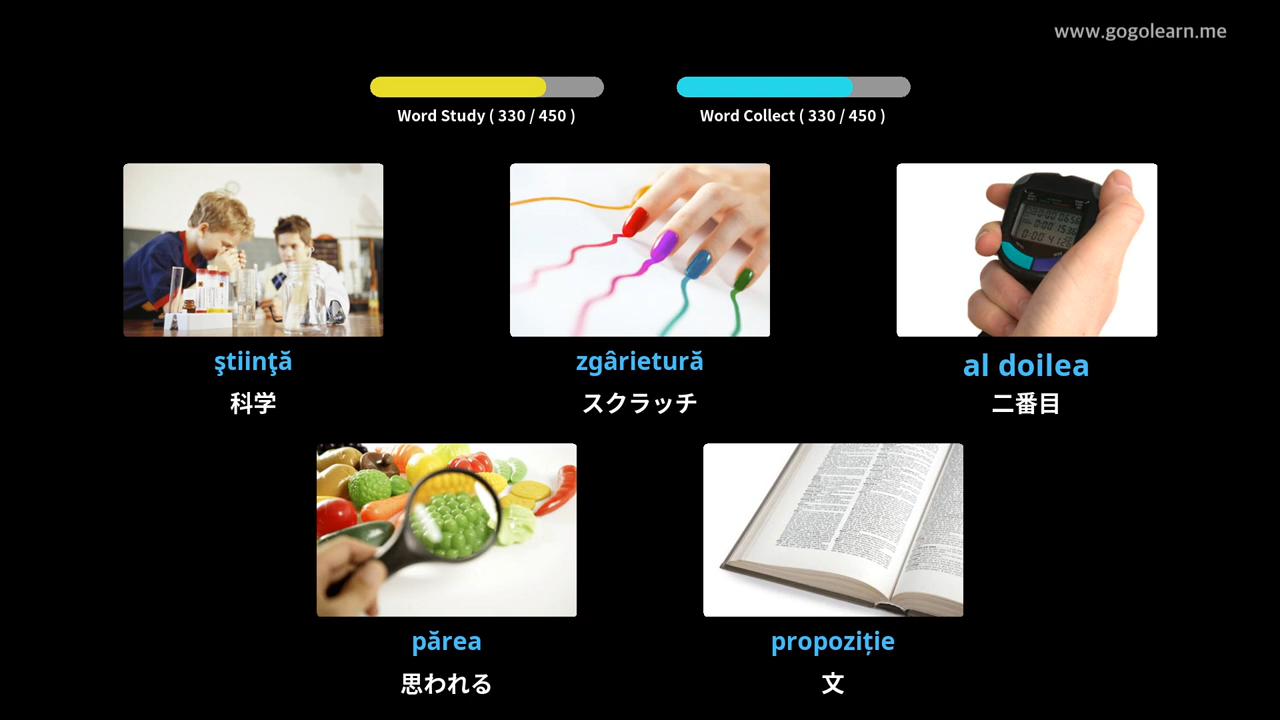 www.gogolearn.me
Word Study ( 330 / 450 )
Word Collect ( 330 / 450 )
ştiinţă
zgârietură
al doilea
科学
スクラッチ
二番目
părea
propoziție
思われる
文